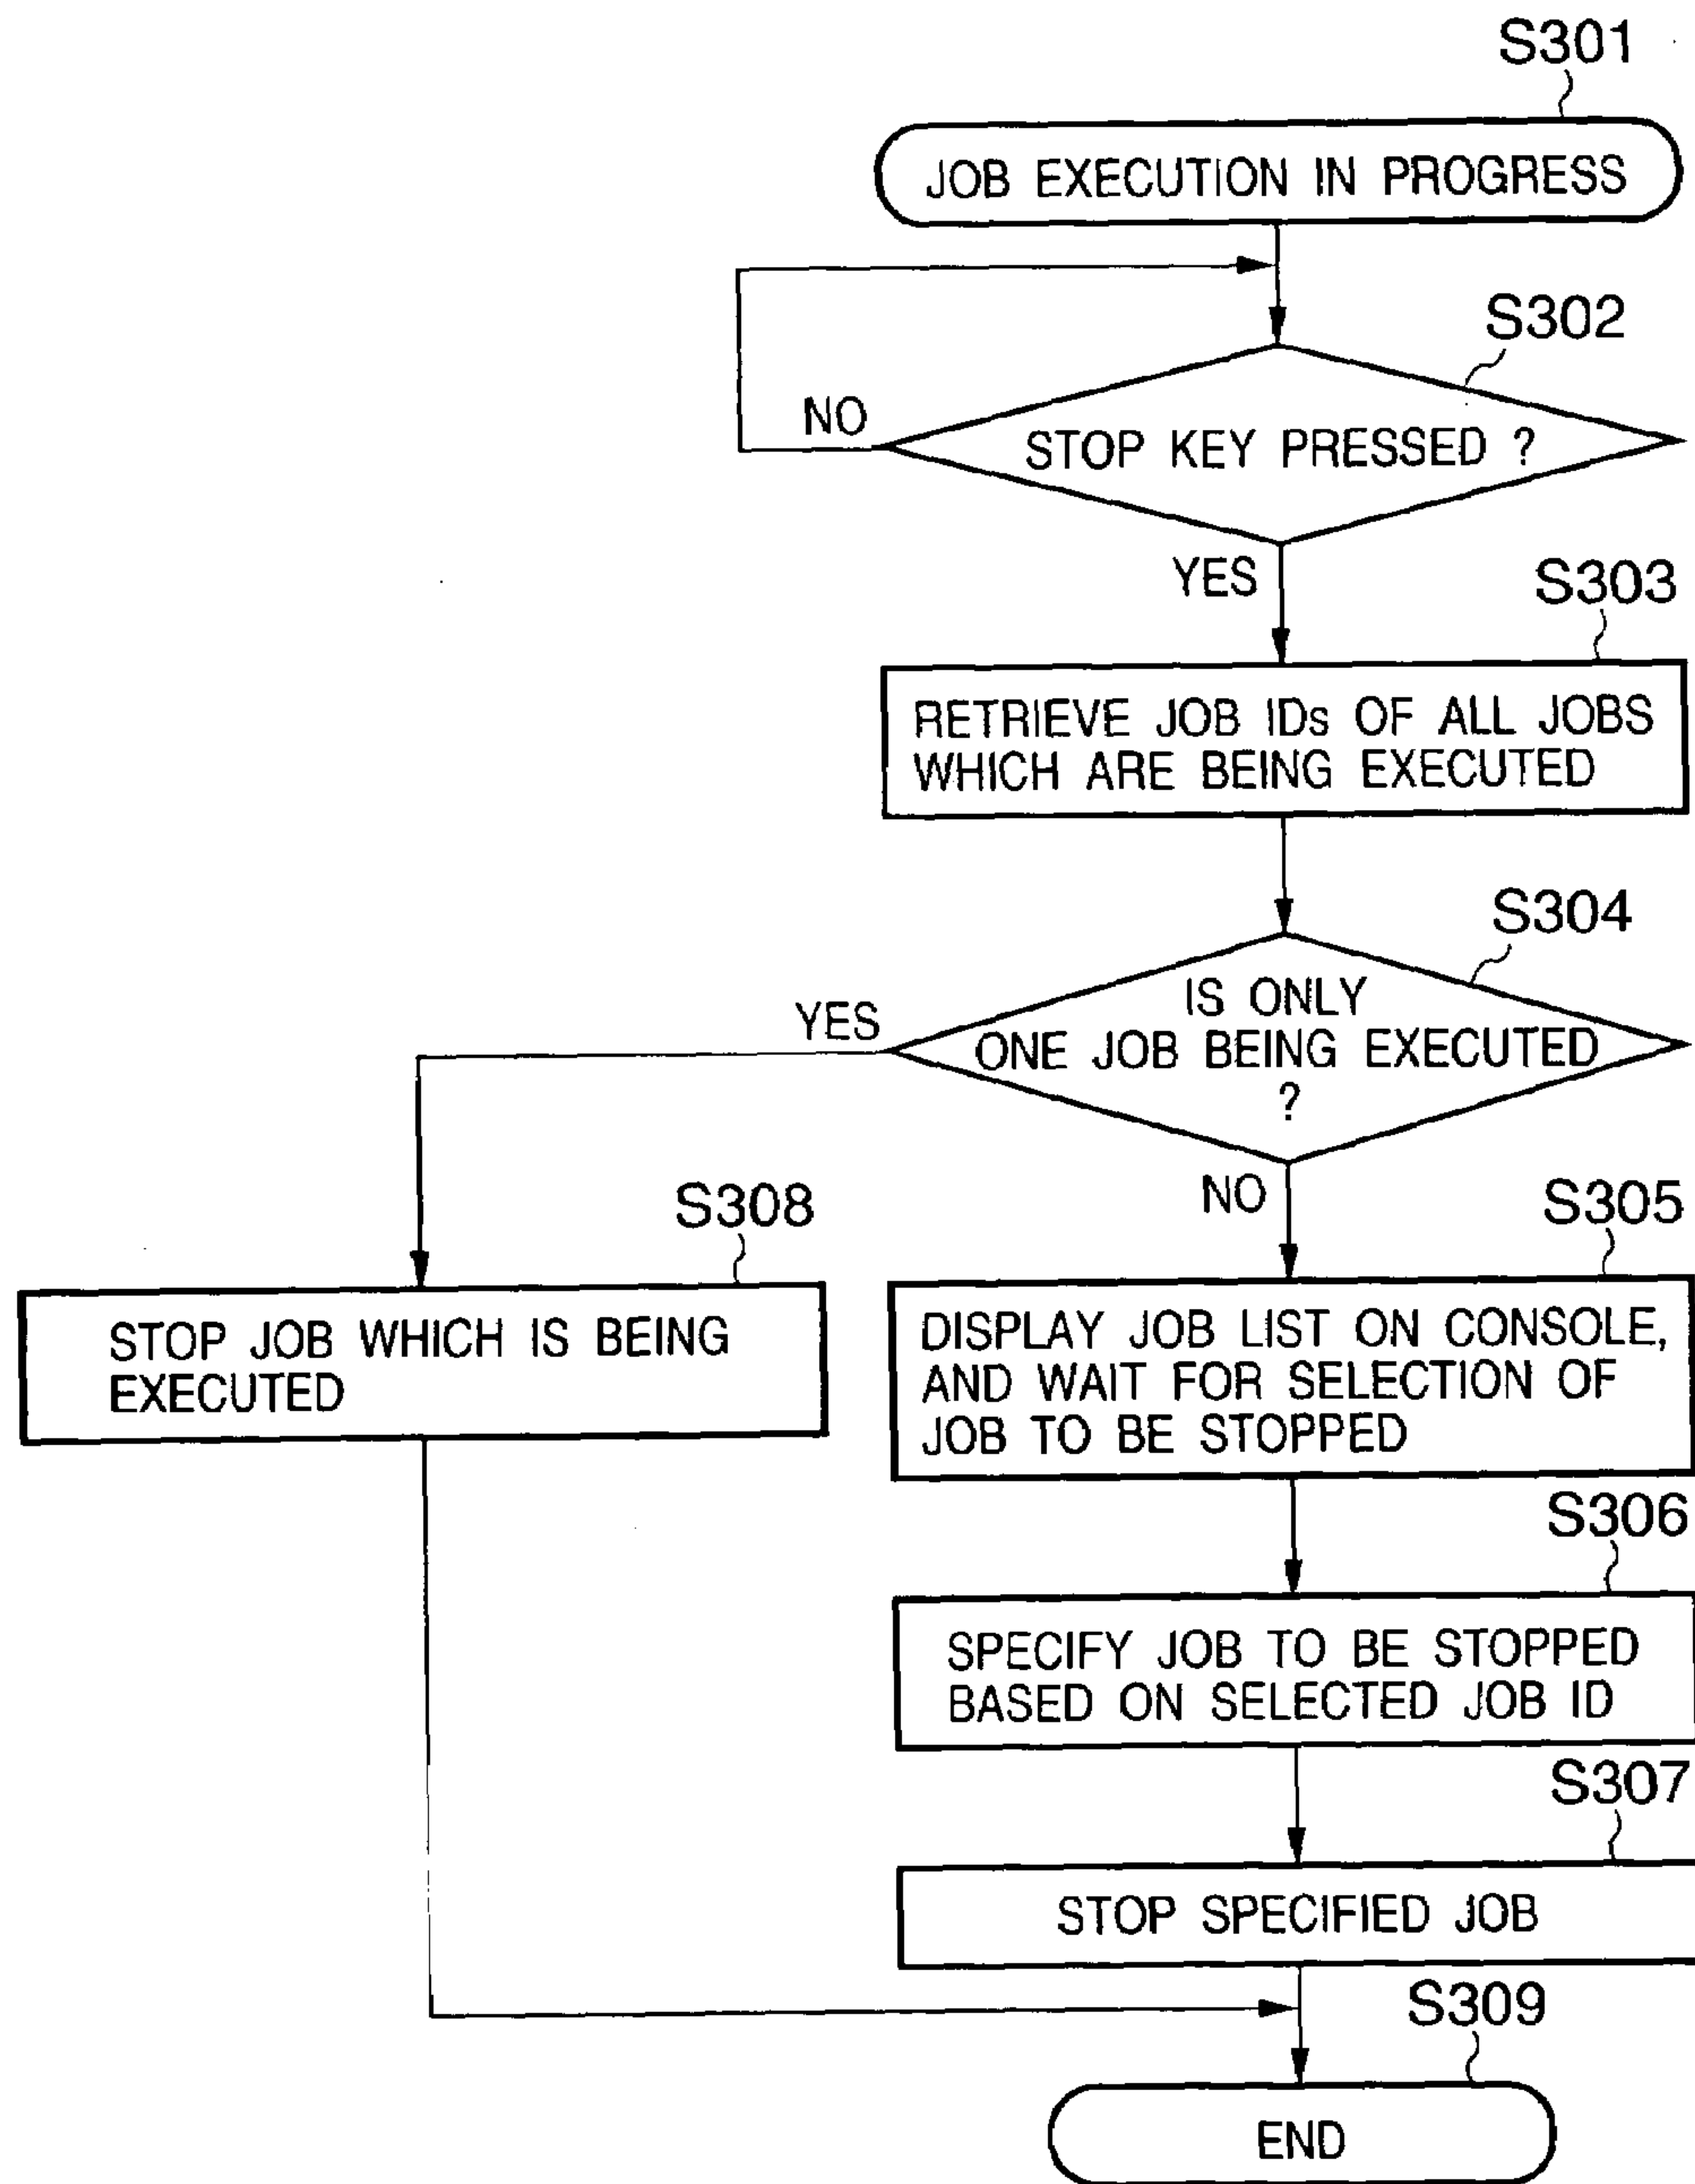 S301
JOB EXECUTION IN PROGRESS
S302
NO
STOP KEY PRESSED ?
YES
S303
RETRIEVE JOB IDs OF ALL JOBS
WHICH ARE BEING EXECUTED
S304
YES
IS ONLY
ONE JOB BEING EXECUTED
?
NO
S308
STOP JOB WHICH IS BEING
EXECUTED
S305
DISPLAY JOB LIST ON CONSOLE,
AND WAIT FOR SELECTION OF
JOB TO BE STOPPED
S306
SPECIFY JOB TO BE STOPPED
BASED ON SELECTED JOB ID
S307
STOP SPECIFIED JOB
S309
END